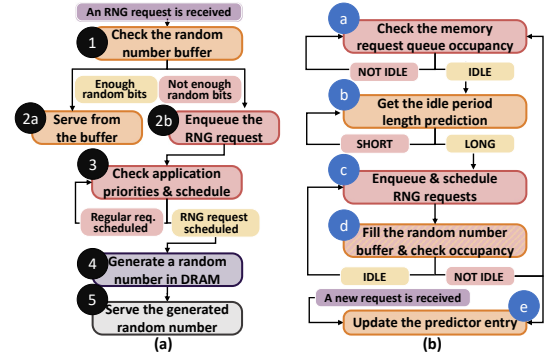 An RNG request is received
1
Check the random
number buffer
Enough
random bits
Not enough
random bits
2a
Serve from
the buffer
2b
Enqueue the
RNG request
3
Check application
priorities & schedule
Regular req.
scheduled
RNG request
scheduled
4
Generate a random
number in DRAM
5
Serve the generated
random number
(a)
a
Check the memory
request queue occupancy
NOT IDLE
IDLE
b
Get the idle period
length prediction
SHORT
LONG
c
Enqueue & schedule
RNG requests
d
Fill the random number
buffer & check occupancy
IDLE
NOT IDLE
A new request is received
e
Update the predictor entry
(b)